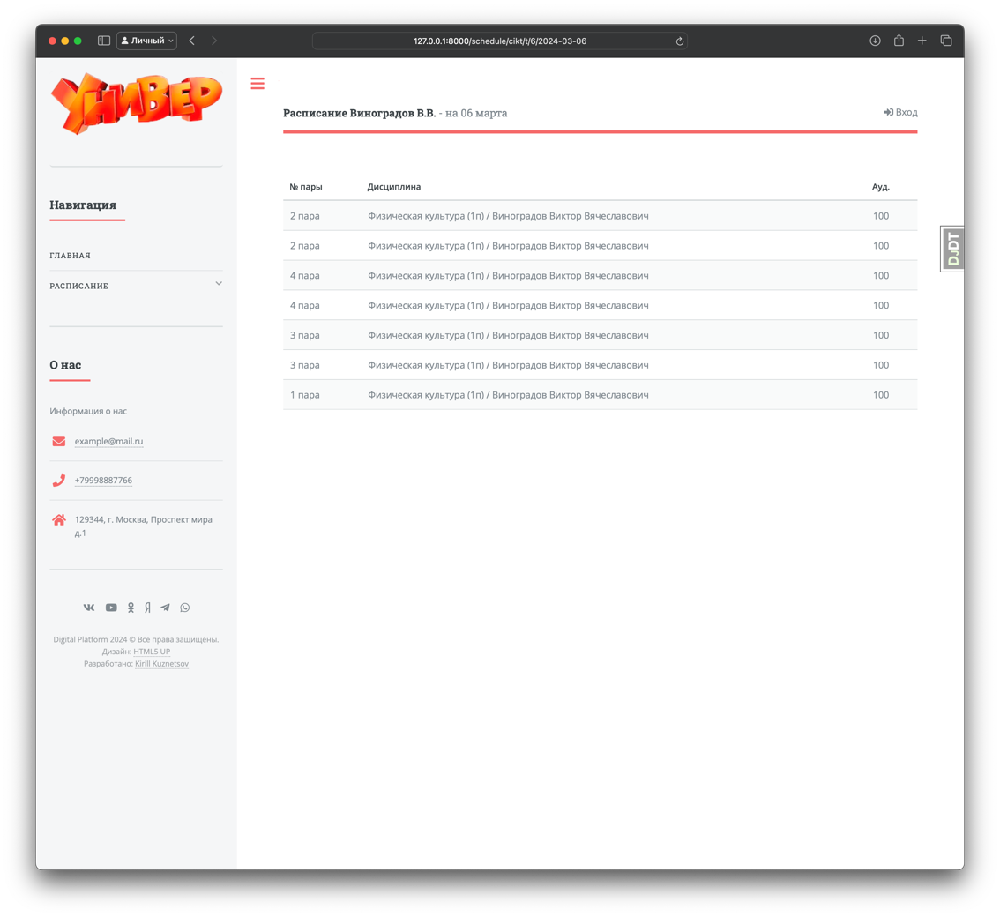 Личный
127.0.0.1:8000/schedule/cikt/t/6/2024-03-06
УНИВЕР
Навигация
ГЛАВНАЯ
РАСПИСАНИЕ
О нас
Информация о нас
example@mail.ru
+79998887766
129344, г. Москва, Проспект мира
д.1
Digital Platform 2024 © Все права защищены.
Дизайн: HTML5 UP
Разработано: Kirill Kuznetsov
Расписание Виноградов В.В. - на 06 марта
Вход
№ пары Дисциплина Ауд.
2 пара Физическая культура (1п) / Виноградов Виктор Вячеславович 100
2 пара Физическая культура (1п) / Виноградов Виктор Вячеславович 100
4 пара Физическая культура (1п) / Виноградов Виктор Вячеславович 100
4 пара Физическая культура (1п) / Виноградов Виктор Вячеславович 100
3 пара Физическая культура (1п) / Виноградов Виктор Вячеславович 100
3 пара Физическая культура (1п) / Виноградов Виктор Вячеславович 100
1 пара Физическая культура (1п) / Виноградов Виктор Вячеславович 100
DJDT